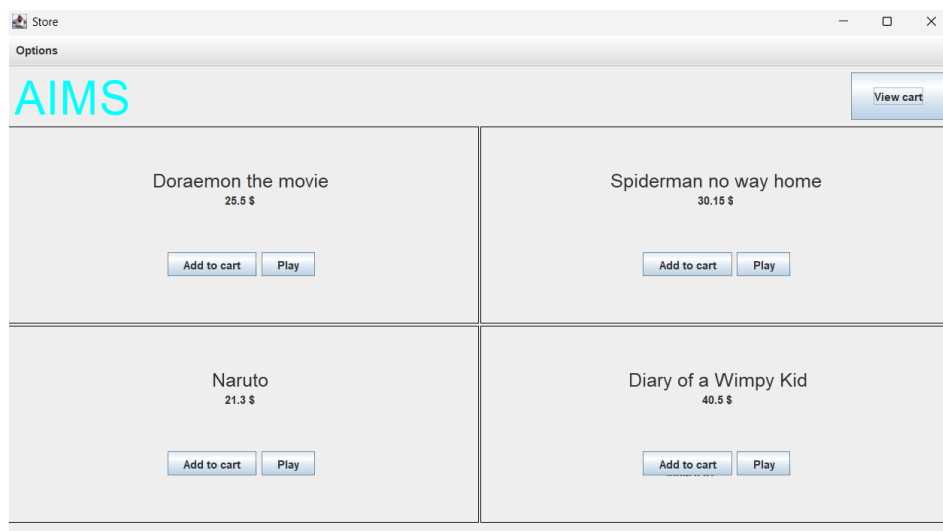 Store
Options
AIMS
View cart
Doraemon the movie
25.5 $
Add to cart Play
Spiderman no way home
30.15 $
Add to cart Play
Naruto
21.3 $
Add to cart Play
Diary of a Wimpy Kid
40.5 $
Add to cart Play